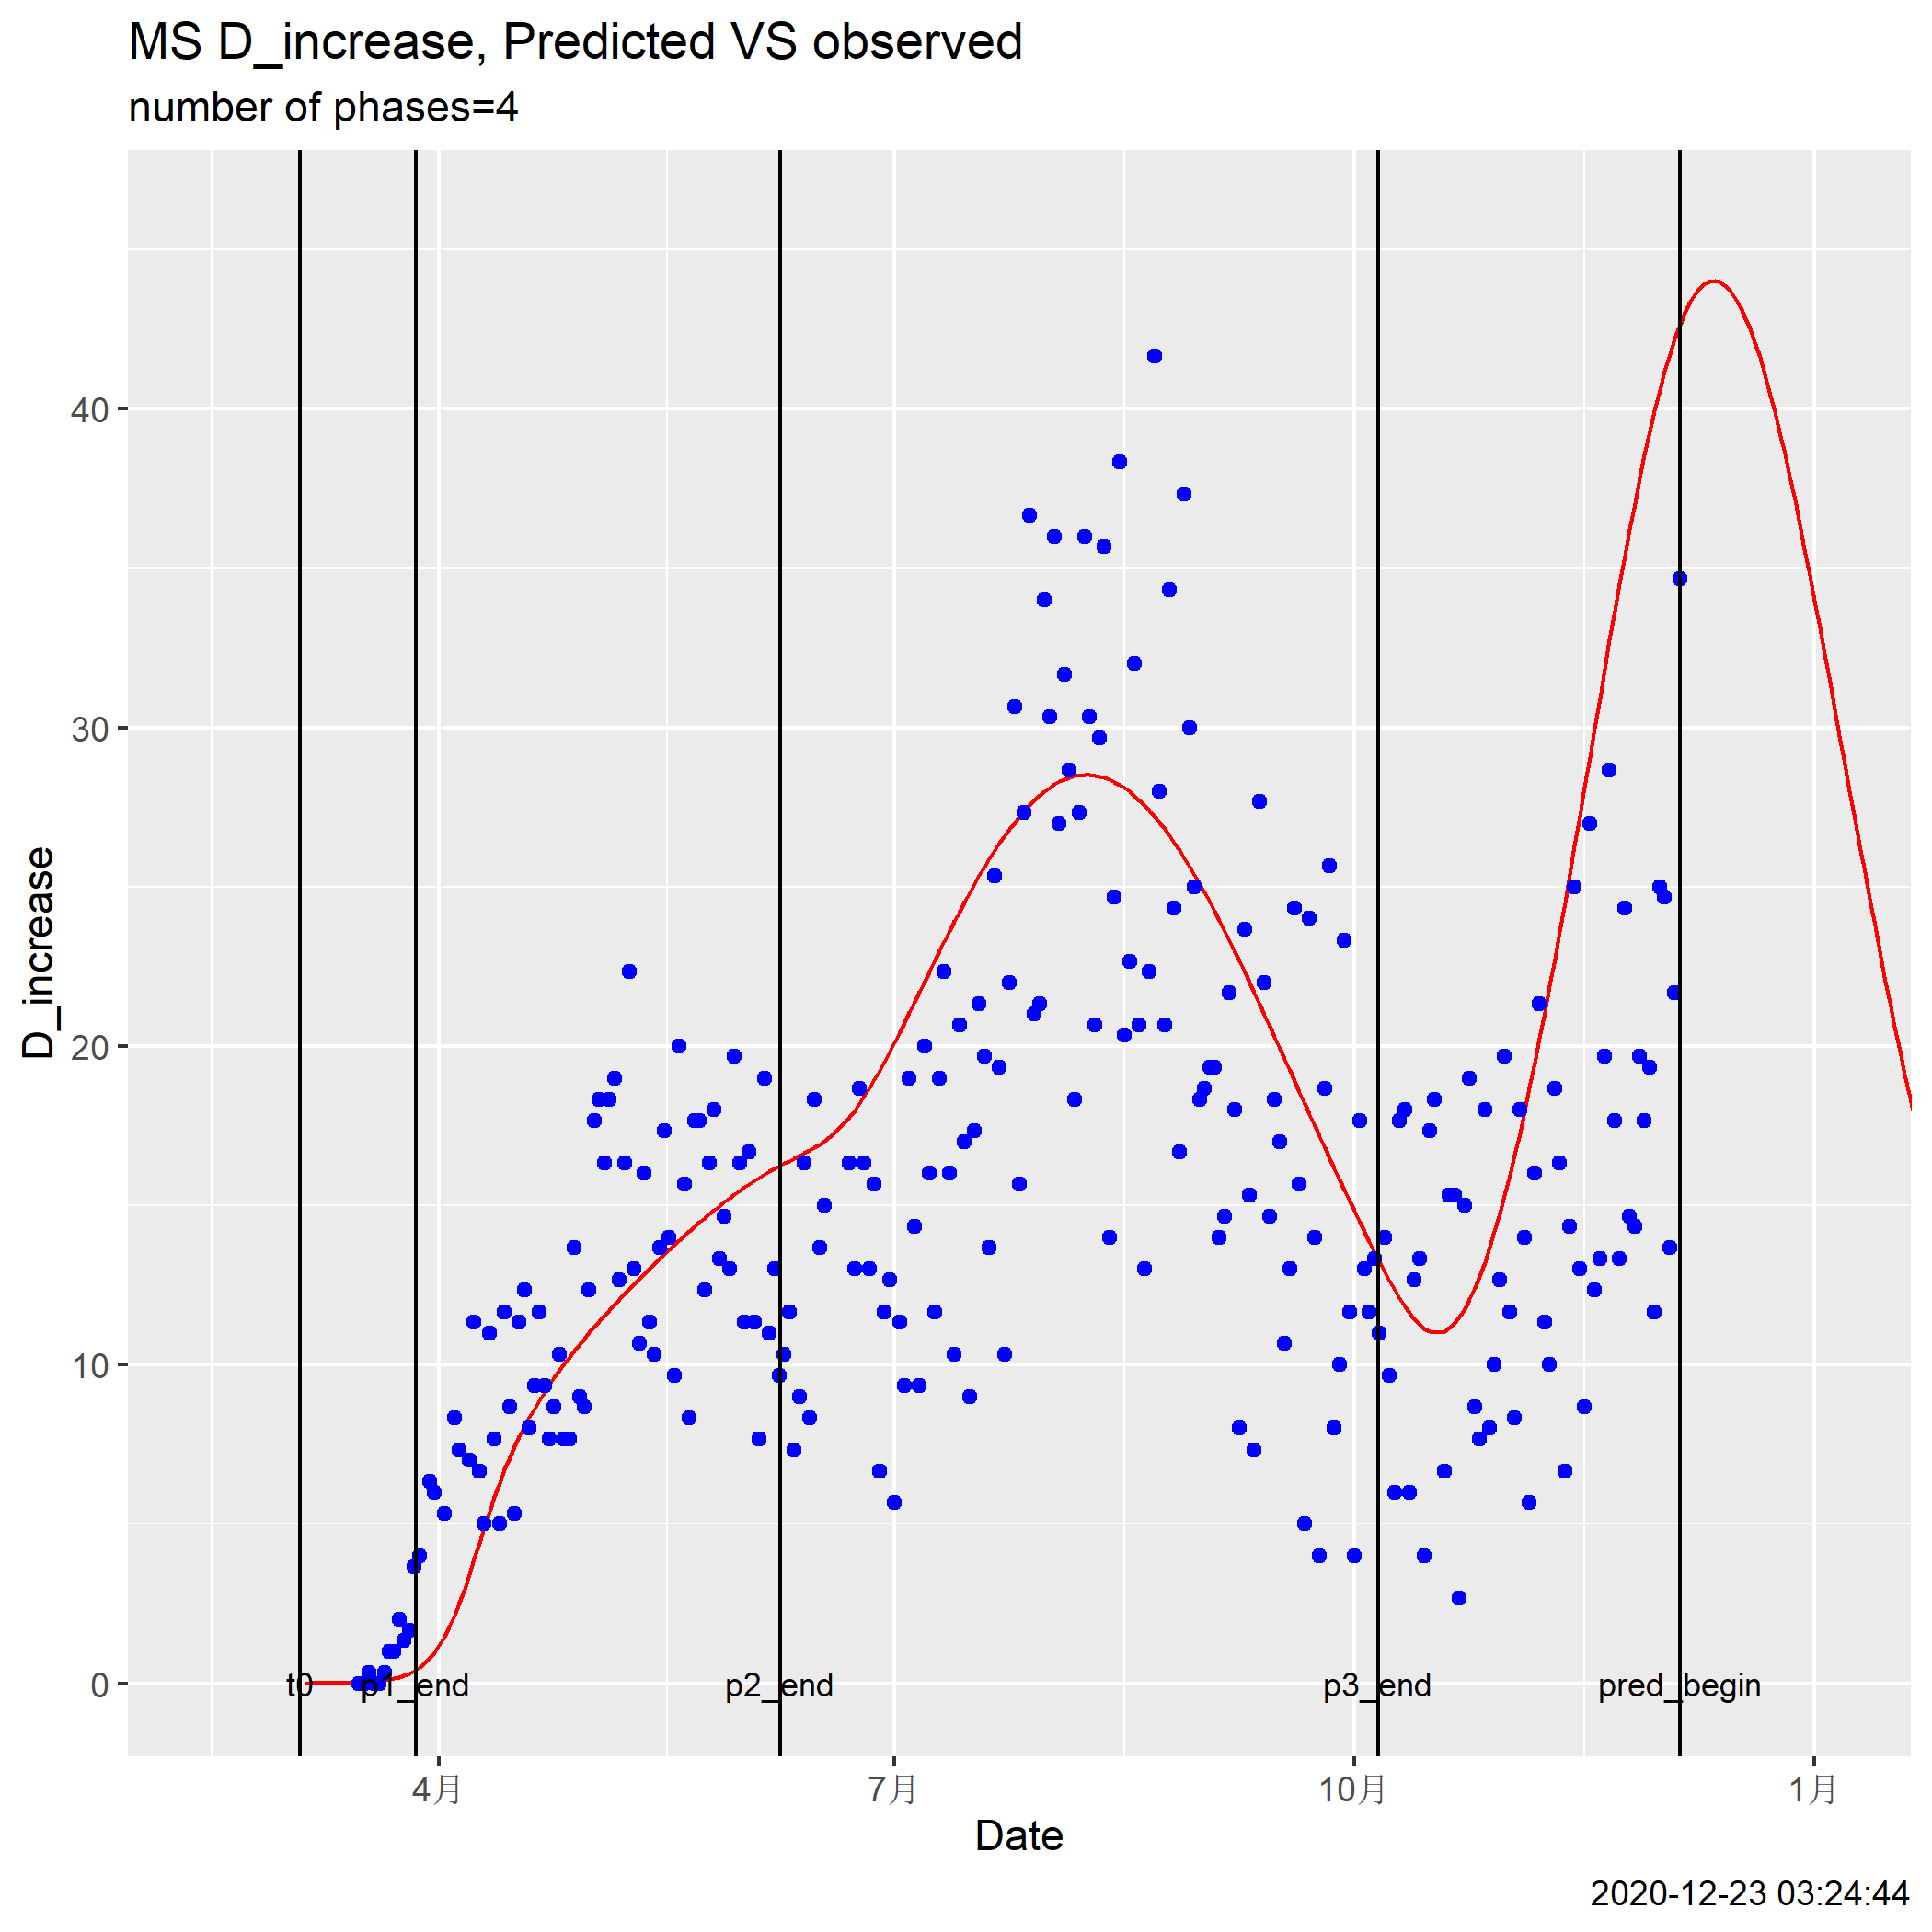 MS D_increase, Predicted VS observed
number of phases=4
D_increase
40
30
20
10
0
t0
p1_end
p2_end
p3_end
pred_begin
4月
7月
10月
1月
Date
2020-12-23 03:24:44